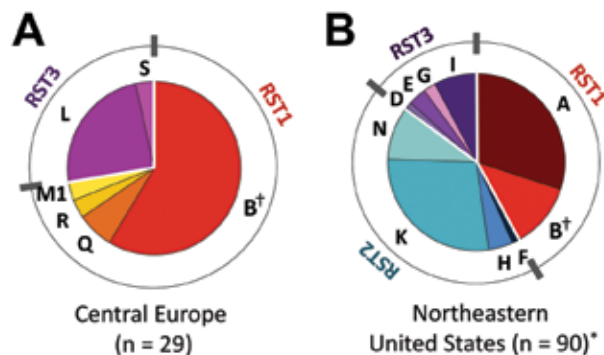 A
RST3
S
RST1
L
B†
M1
R
Q
Central Europe
(n = 29)
B
RST3
I
G
E
D
RST1
A
N
B†
K
F
H
RST2
Northeastern
United States (n = 90)*